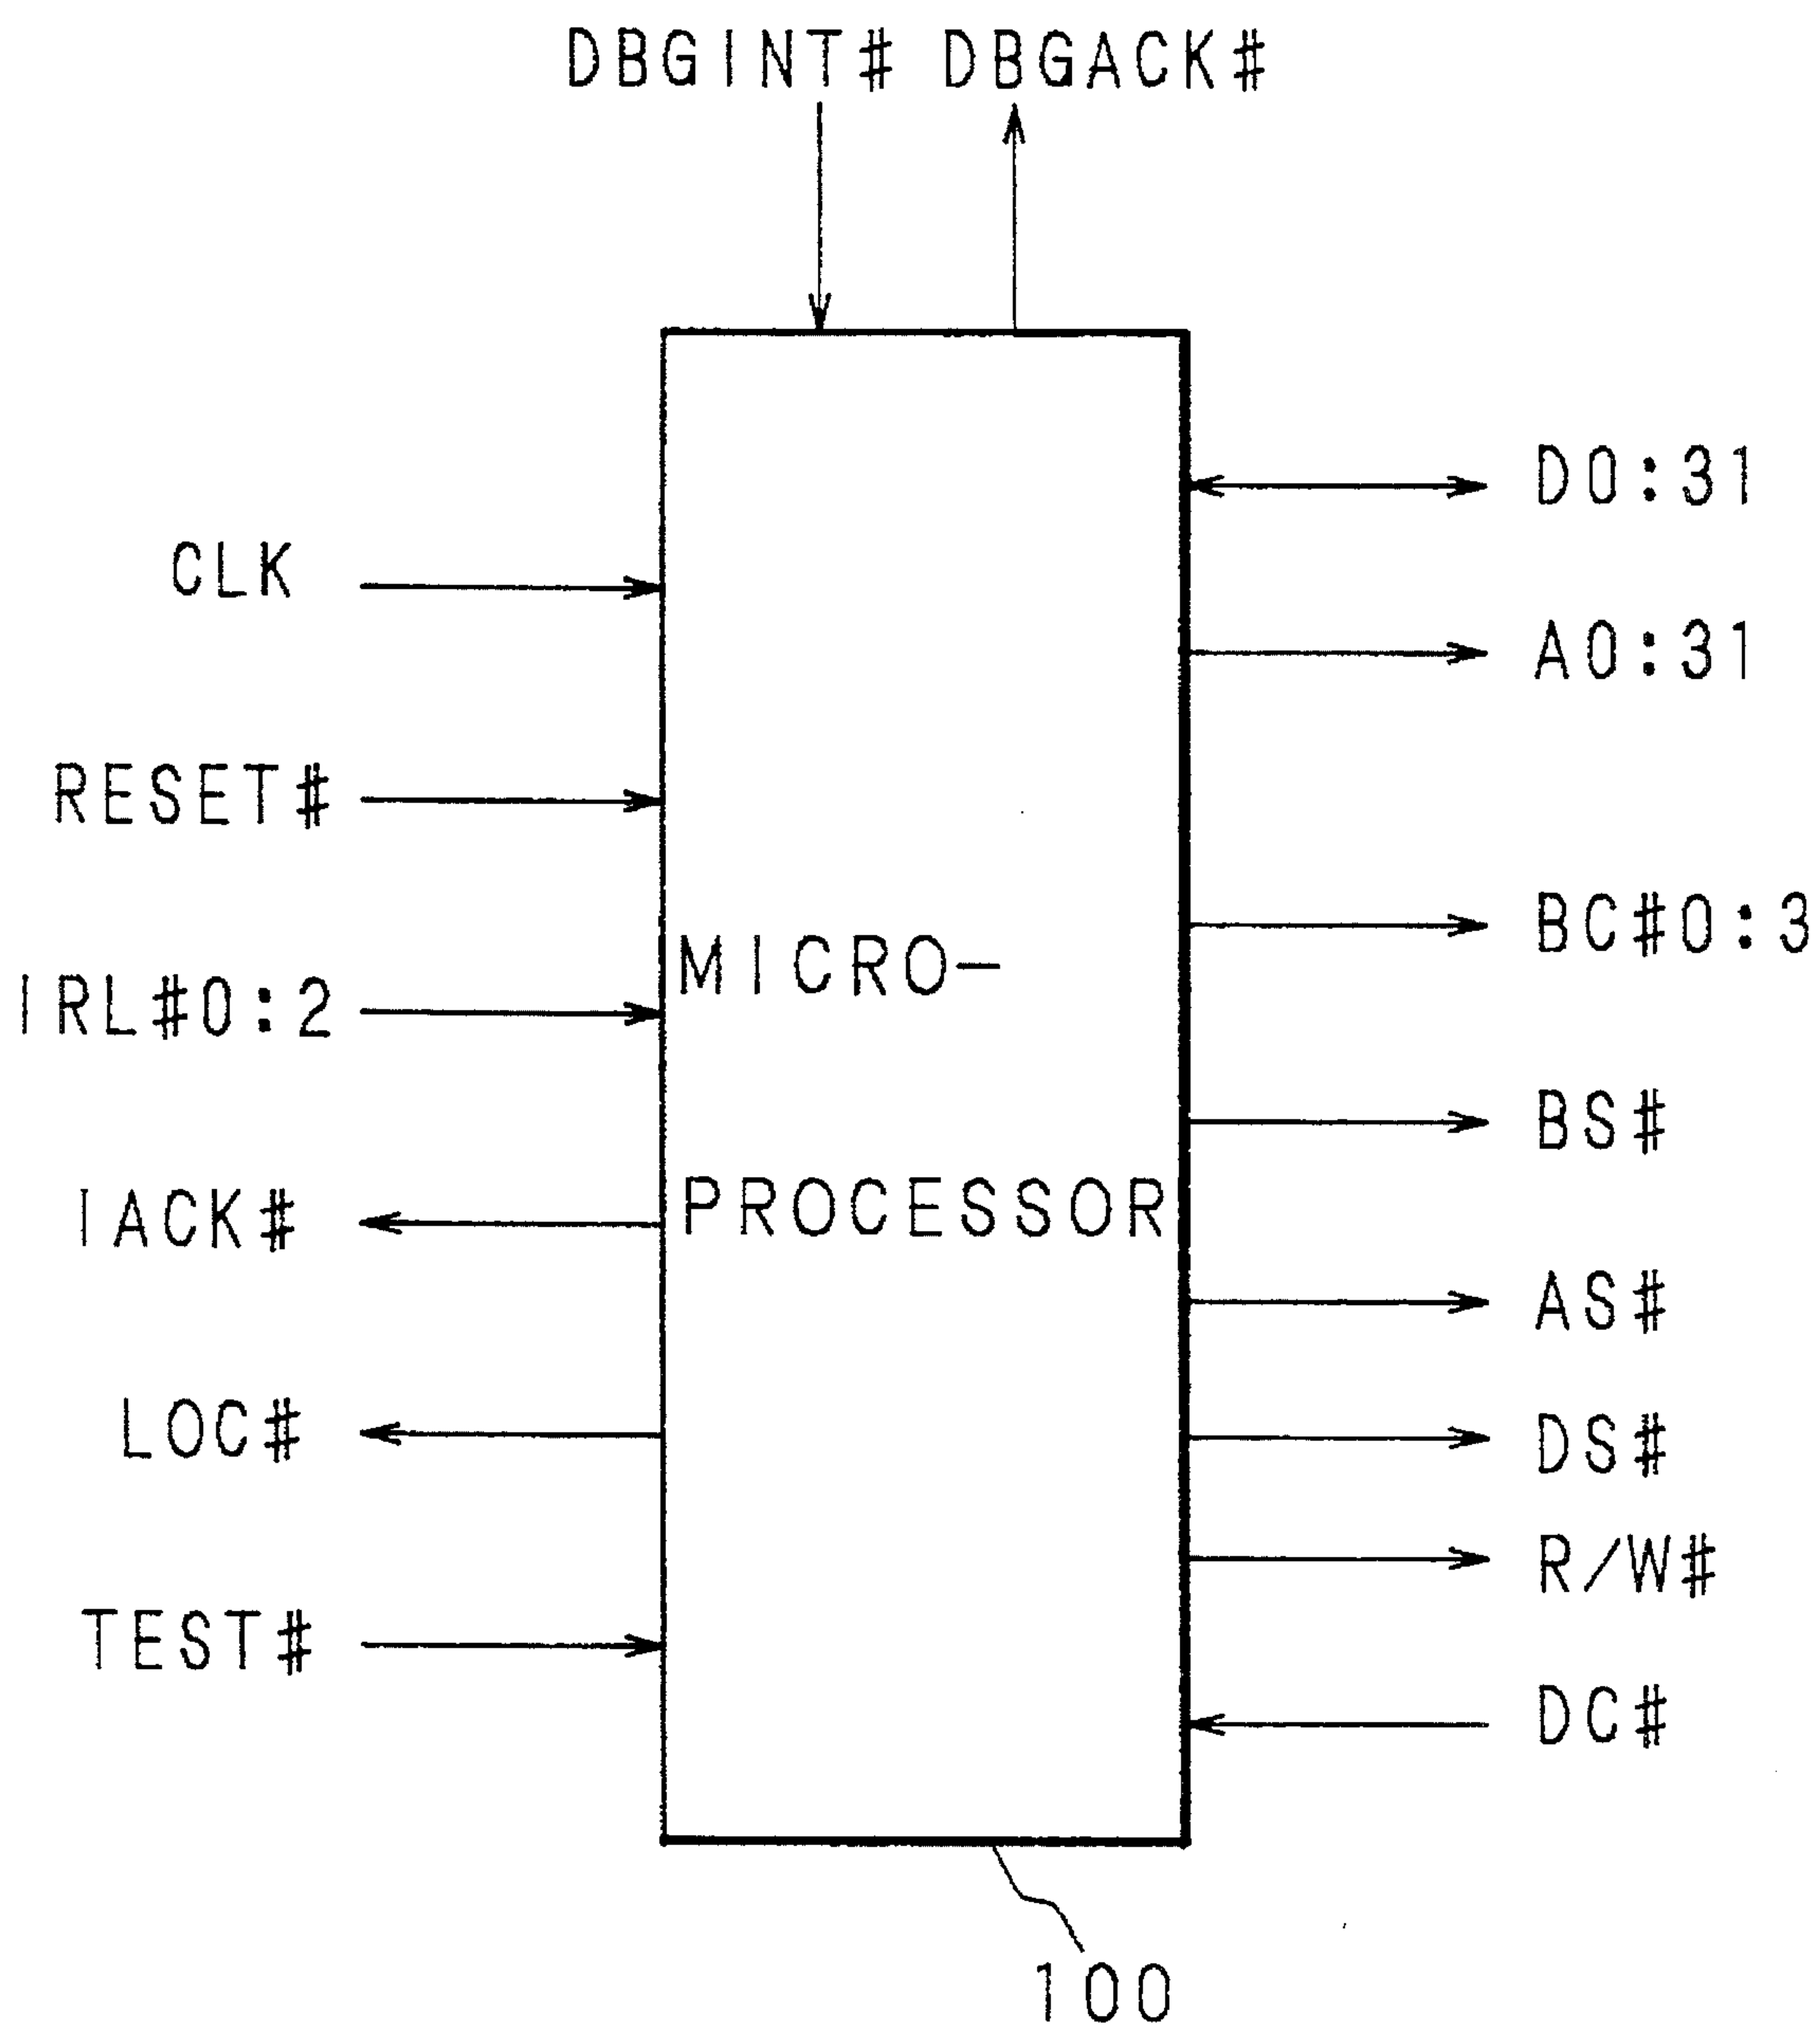 DBGINT# DBGACK#
D0:31
CLK
A0:31
RESET#
BC#0:3
MICRO-
IRL#0:2
BS#
PROCESSOR
IACK#
AS#
LOC#
DS#
R/W#
TEST#
DC#
100